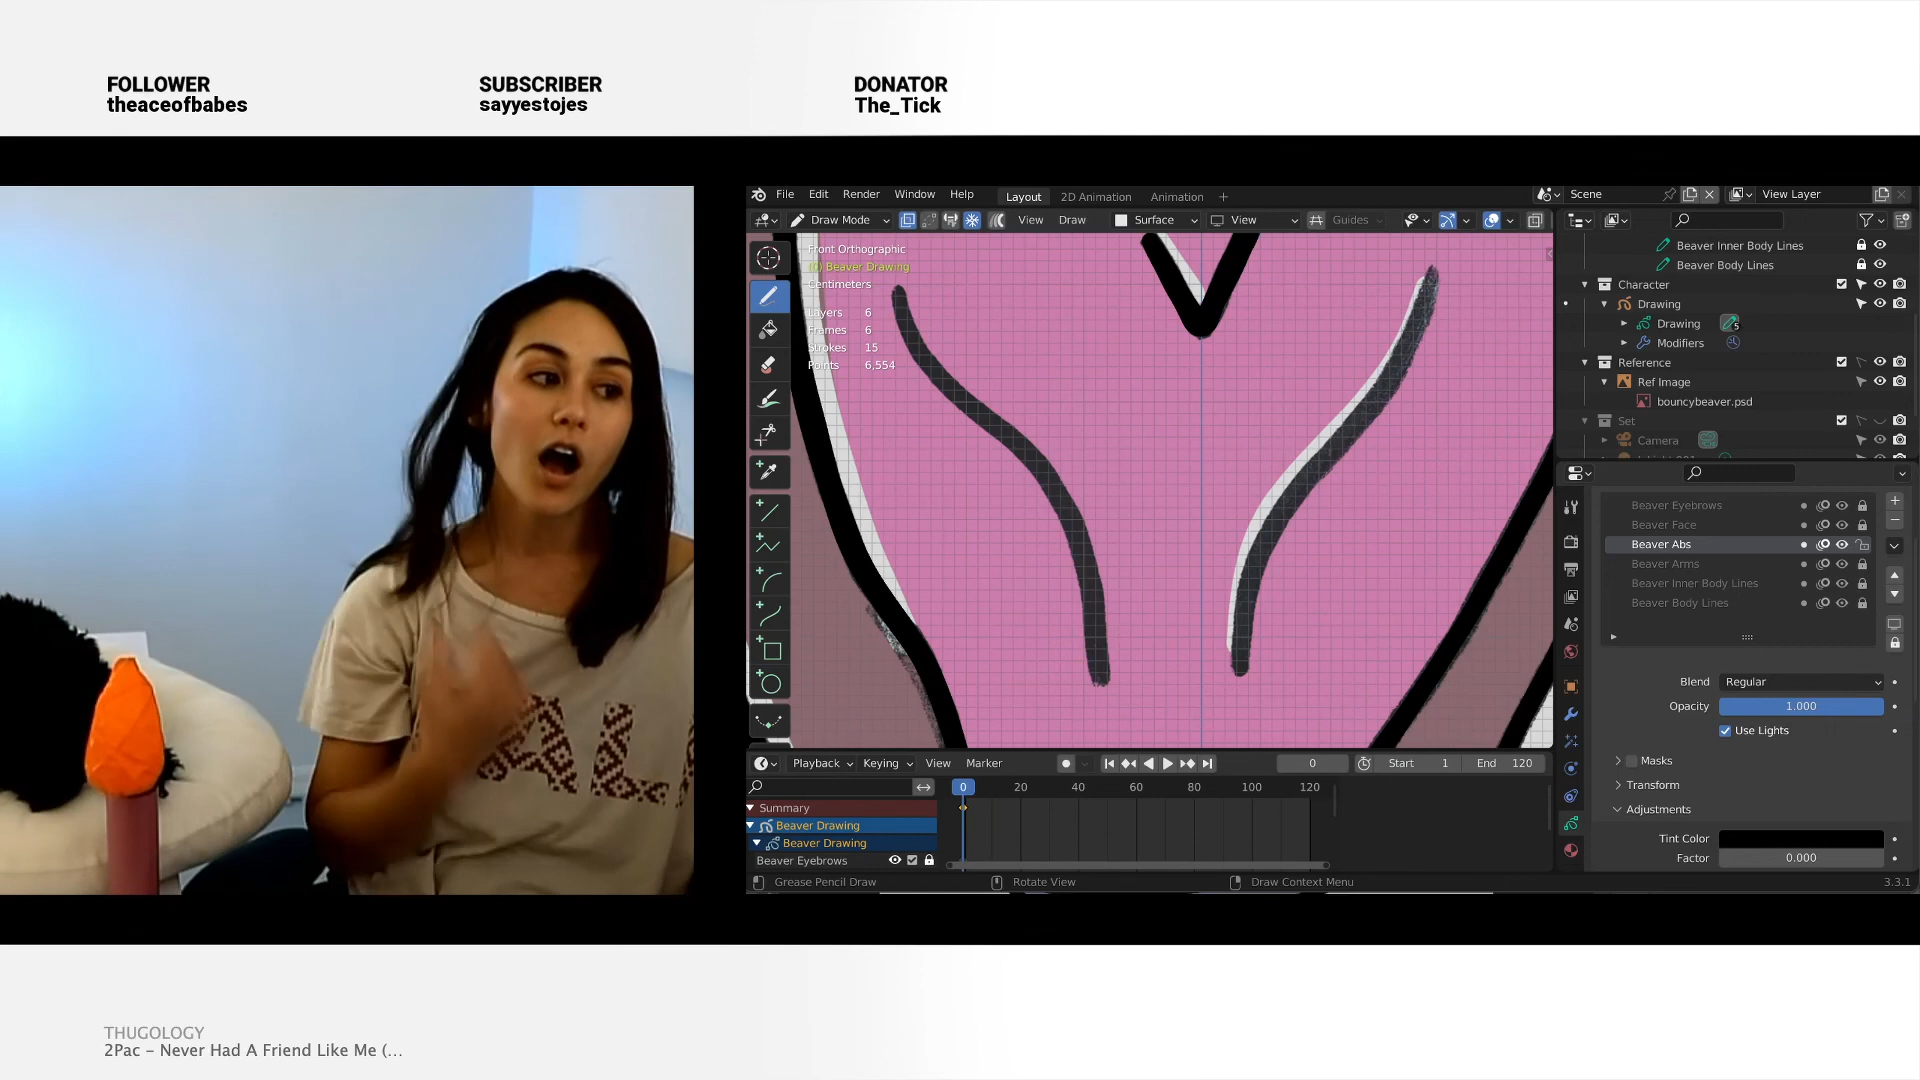 FOLLOWER
theaceofbabes
SUBSCRIBER
sayyestojes
DONATOR
The_Tick
ALI
File Edit Render Window Help Layout 2D Animation Animation + Scene View Layer
Draw Mode View Draw Surface View Guides
Front Orthographic
(0) Beaver Drawing
Centimeters
Layers 6
Frames 6
Strokes 15
Points 6,554
Beaver Inner Body Lines
Beaver Body Lines
Character
Drawing
Drawing 5
Modifiers
Reference
Ref Image
bouncybeaver.psd
Set
Camera
Beaver Eyebrows
Beaver Face
Beaver Abs
Beaver Arms
Beaver Inner Body Lines
Beaver Body Lines
Blend Regular
Opacity 1.000
Use Lights
Masks
Transform
Adjustments
Tint Color
Factor 0.000
Playback Keying View Marker 0 Start 1 End 120
0 20 40 60 80 100 120
Summary
Beaver Drawing
Beaver Drawing
Beaver Eyebrows
Grease Pencil Draw Rotate View Draw Context Menu 3.3.1
THUGOLOGY
2Pac - Never Had A Friend Like Me (...